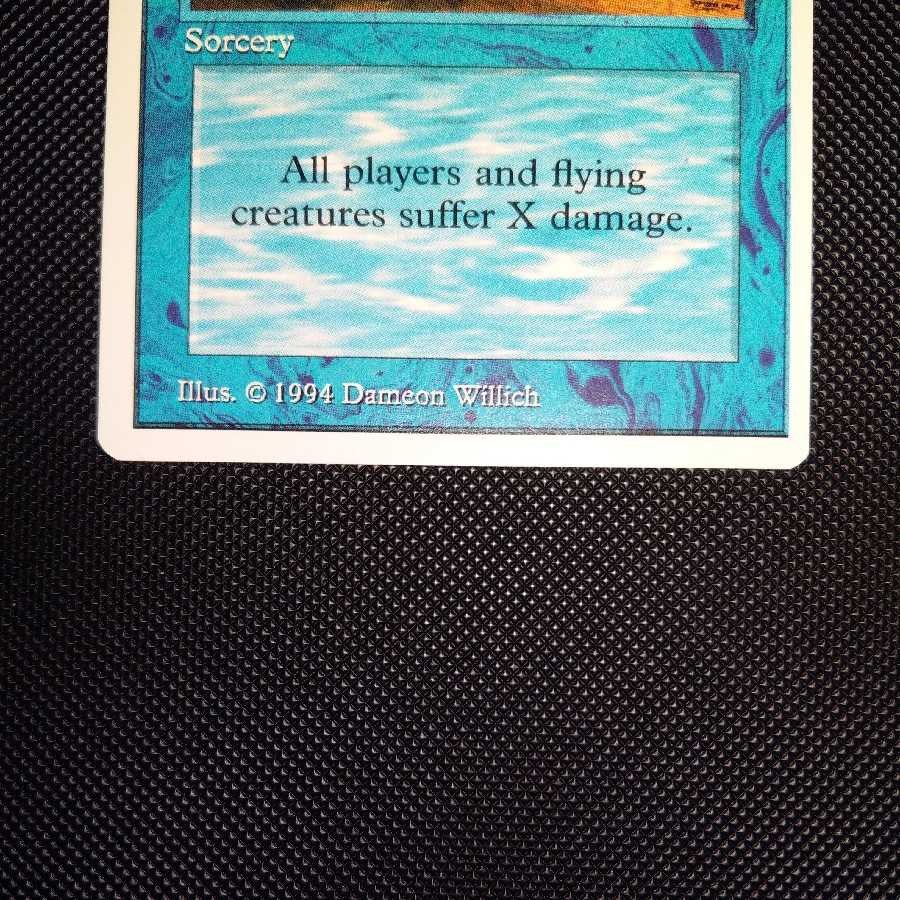 Sorcery
All players and flying
creatures suffer X damage.
Illus. © 1994 Dameon Willich